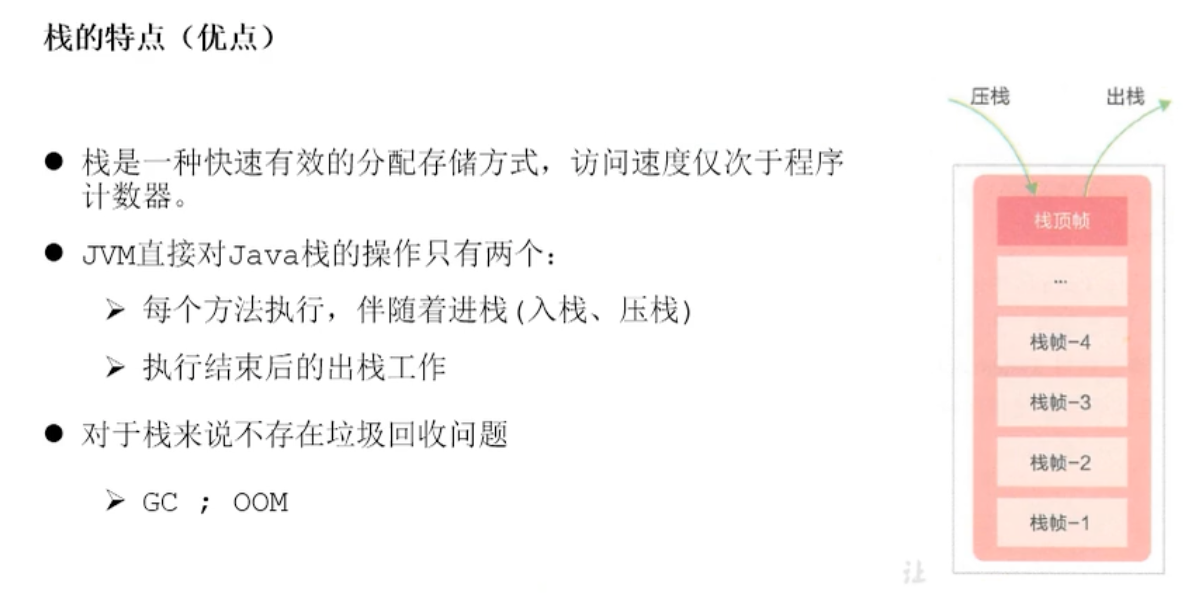 栈的特点（优点）
压栈
出栈
● 栈是一种快速有效的分配存储方式，访问速度仅次于程序
计数器。
● JVM直接对Java栈的操作只有两个：
➢ 每个方法执行，伴随着进栈(入栈、压栈)
➢ 执行结束后的出栈工作
● 对于栈来说不存在垃圾回收问题
➢ GC ; OOM
栈顶帧
...
栈帧-4
栈帧-3
栈帧-2
栈帧-1
让